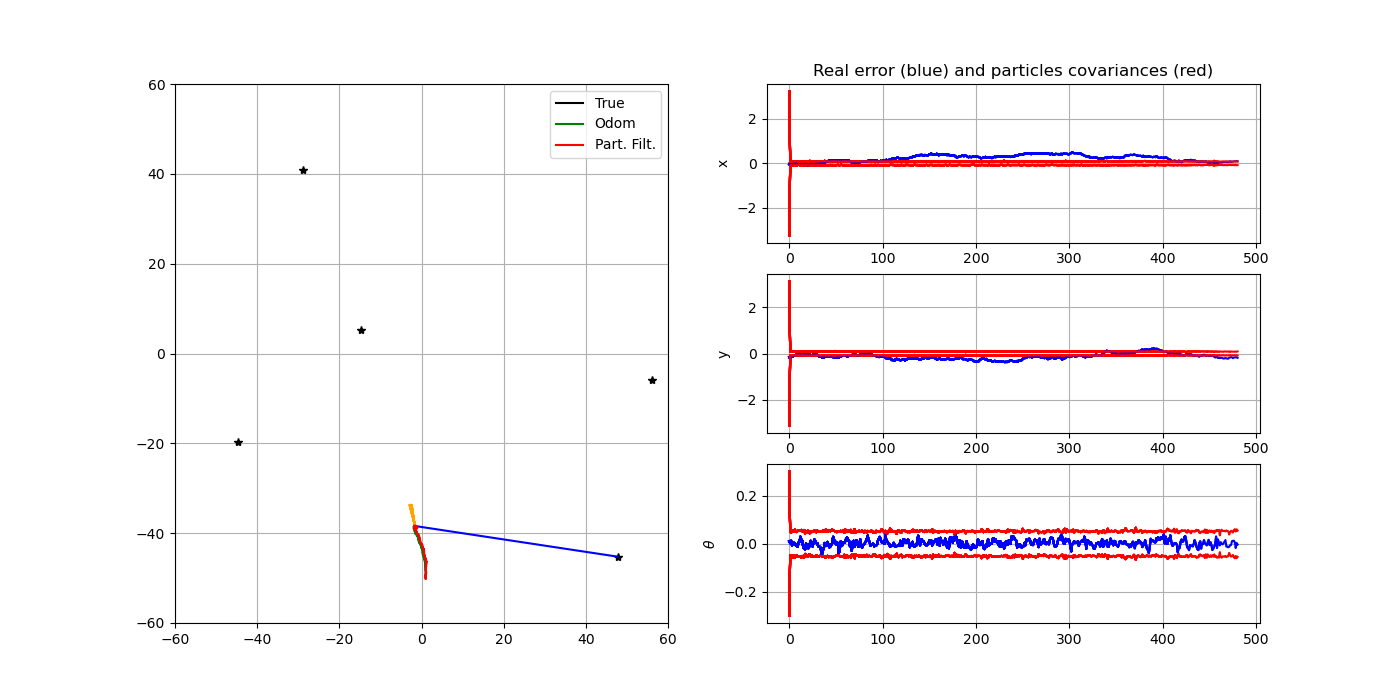 60
40
20
0
−20
−40
−60
−60 −40 −20 0 20 40 60
True
Odom
Part. Filt.
Real error (blue) and particles covariances (red)
x
2
0
−2
0 100 200 300 400 500
y
2
0
−2
0 100 200 300 400 500
θ
0.2
0.0
−0.2
0 100 200 300 400 500